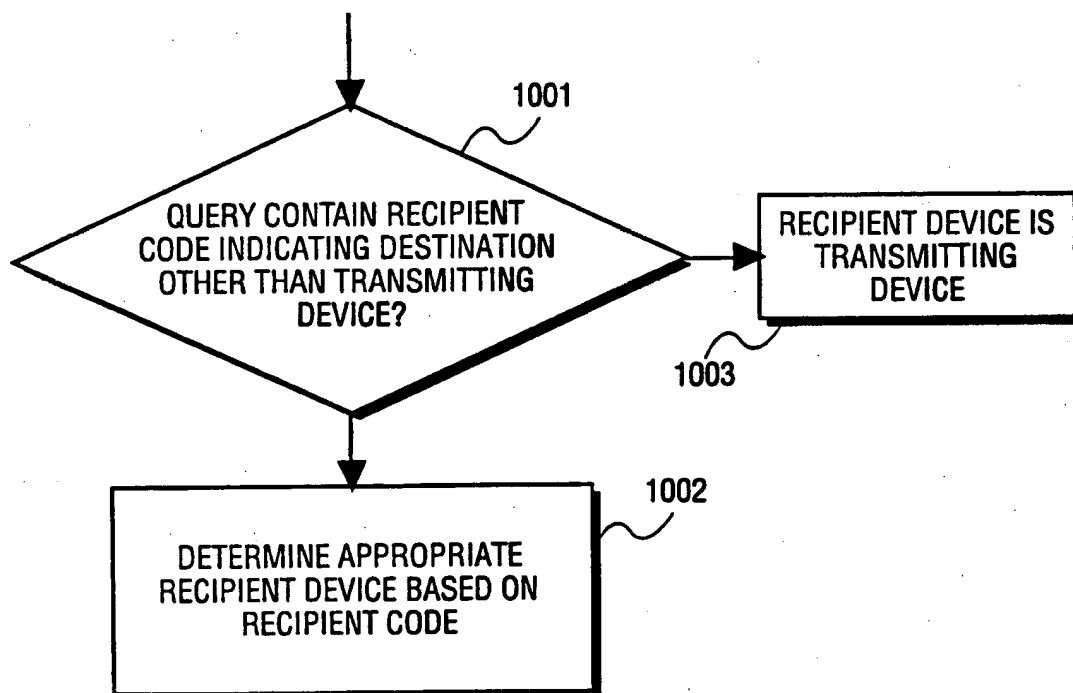 1001
QUERY CONTAIN RECIPIENT
CODE INDICATING DESTINATION
OTHER THAN TRANSMITTING
DEVICE?
RECIPIENT DEVICE IS
TRANSMITTING
DEVICE
1003
1002
DETERMINE APPROPRIATE
RECIPIENT DEVICE BASED ON
RECIPIENT CODE